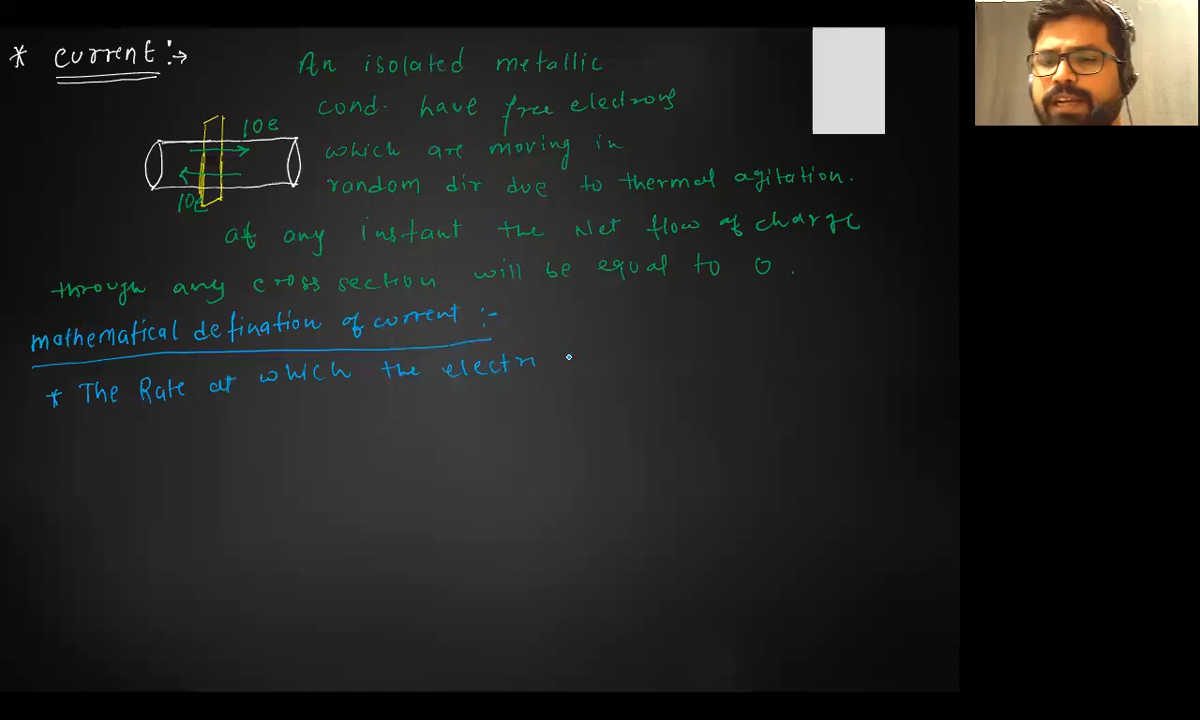 * Current :→
An isolated metallic
cond. have free electrons
10e
which are moving in
random dir due to thermal agitation.
10e
at any instant the Net flow of charge
through any cross section will be equal to 0.
mathematical defination of current :-
* The Rate at which the electri